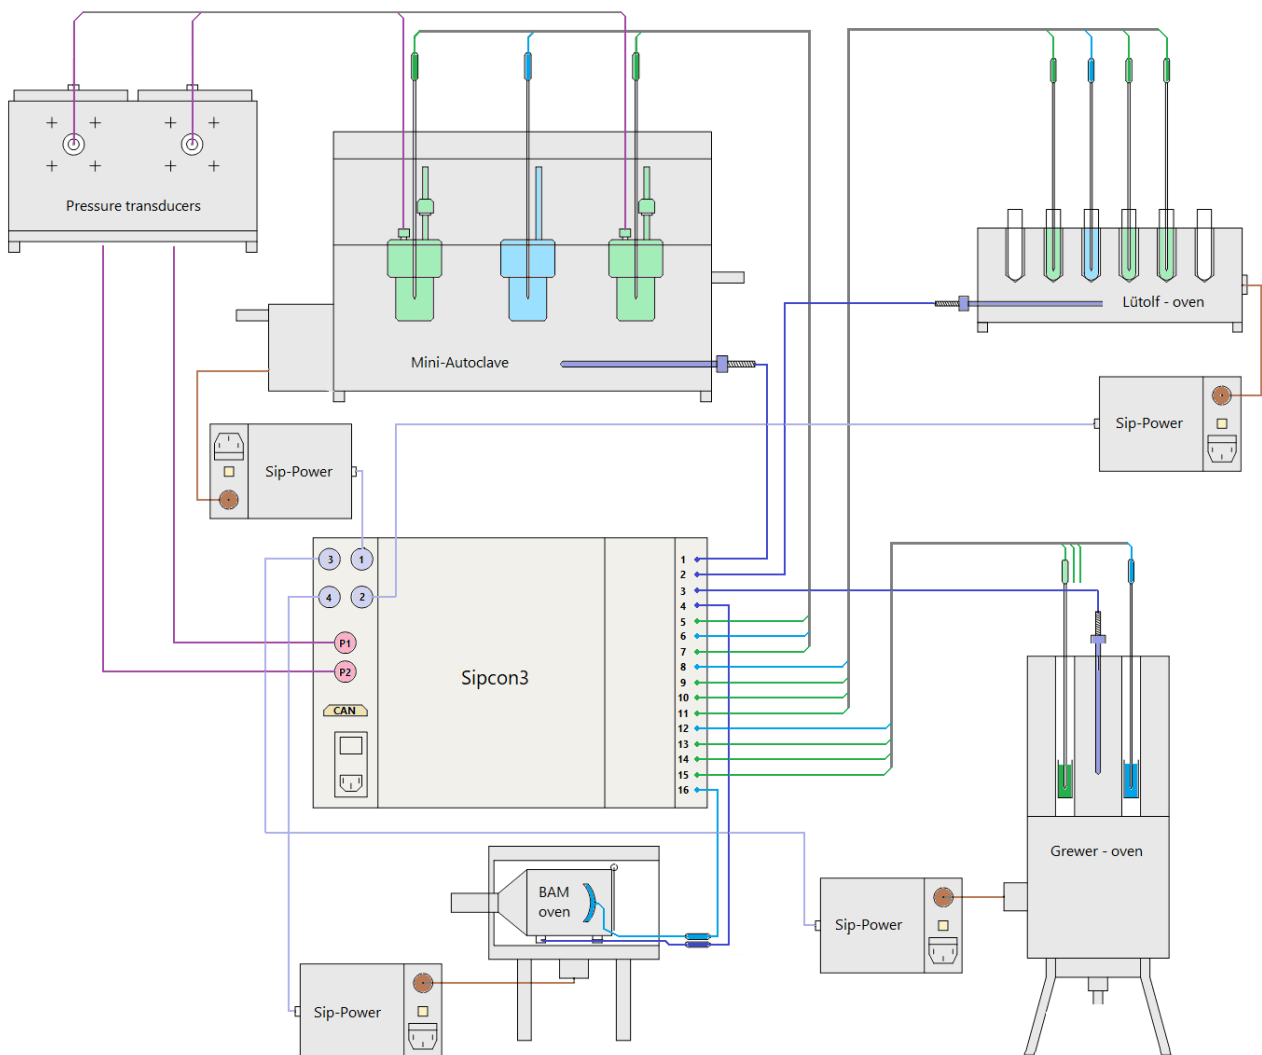 Pressure transducers
Mini-Autoclave
Lütolf - oven
Sip-Power
Sip-Power
3
1
4
2
P1
P2
CAN
Sipcon3
1
2
3
4
5
6
7
8
9
10
11
12
13
14
15
16
BAM
oven
Grewer - oven
Sip-Power
Sip-Power